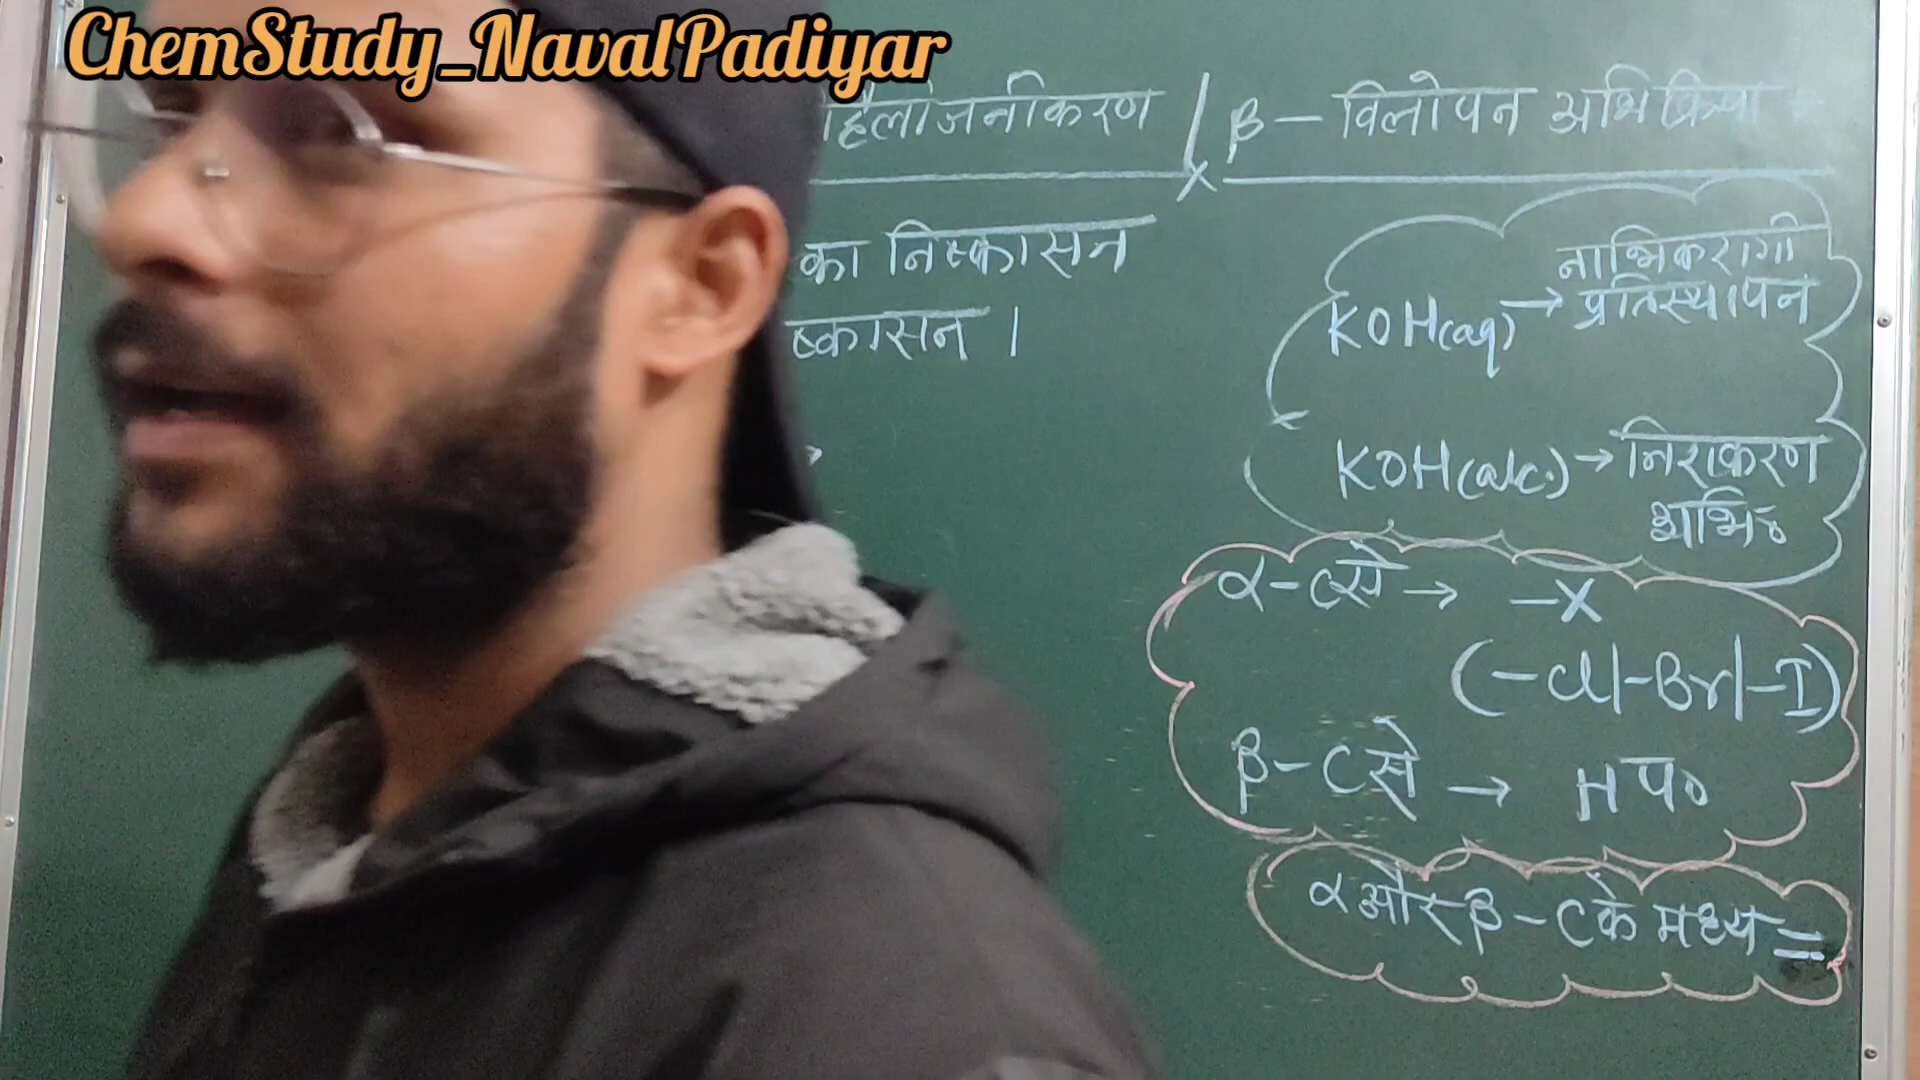 ChemStudy_NavalPadiyar
हैलोजनीकरण / β – विलोपन अभिक्रिया
का निष्कासन
ष्कासन ।
KOH(aq) → नाभिकरागी
प्रतिस्थापन
KOH(alc.) → निराकरण
अभि०
α-C से → –X
(–Cl|–Br|–I)
β-C से → H प०
α और β – C के मध्य =